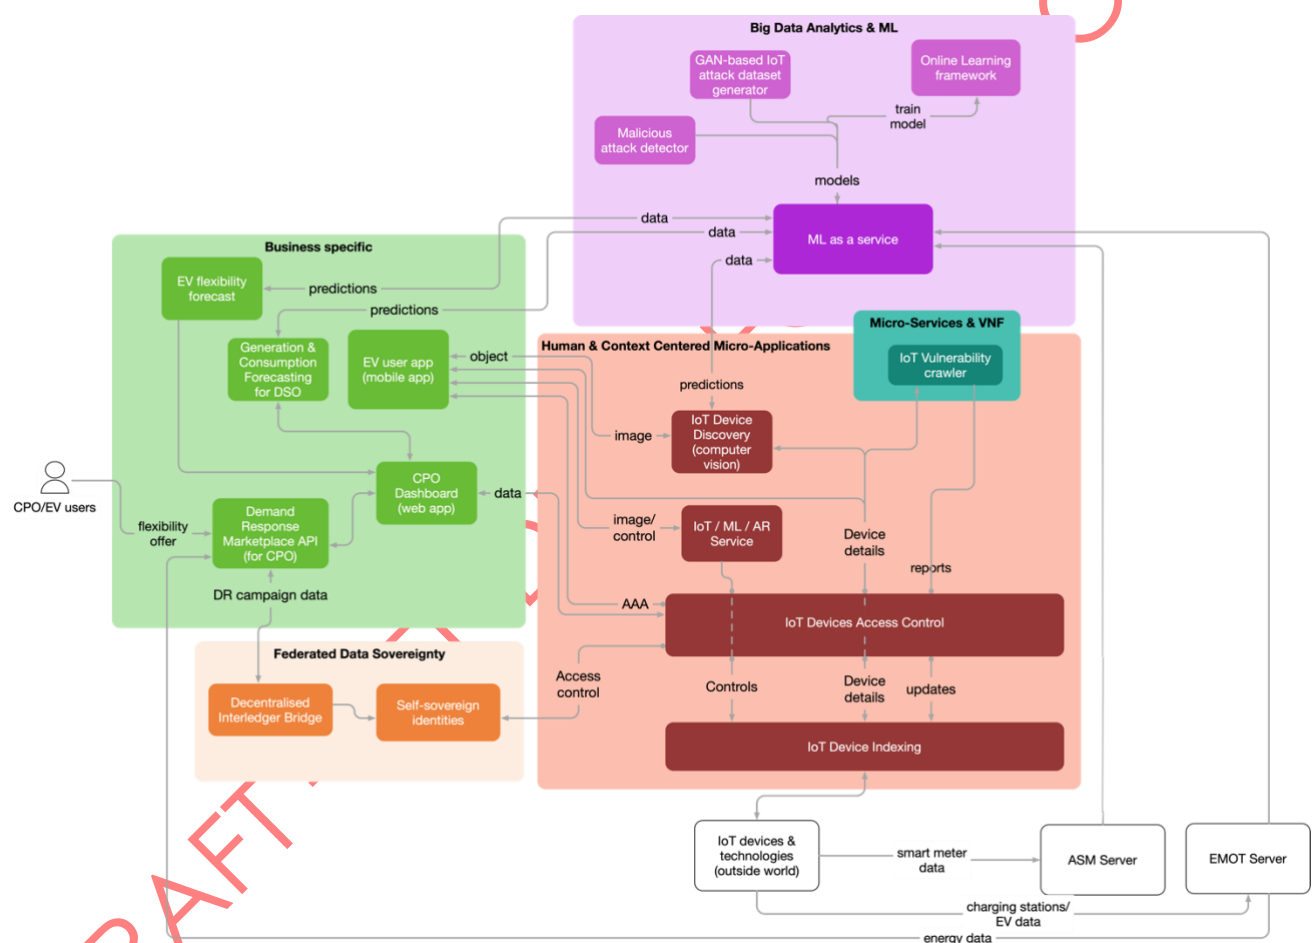 Big Data Analytics & ML
GAN-based IoT
attack dataset
generator
Online Learning
framework
train
model
Malicious
attack detector
models
data
data
data
ML as a service
Business specific
EV flexibility
forecast
predictions
predictions
Generation &
Consumption
Forecasting
for DSO
EV user app
(mobile app)
object
Human & Context Centered Micro-Applications
Micro-Services & VNF
IoT Vulnerability
crawler
predictions
IoT Device
Discovery
(computer
vision)
image
CPO
Dashboard
(web app)
data
CPO/EV users
flexibility
offer
Demand
Response
Marketplace API
(for CPO)
image/
control
IoT / ML / AR
Service
Device
details
reports
DR campaign data
AAA
IoT Devices Access Control
Federated Data Sovereignty
Decentralised
Interledger Bridge
Self-sovereign
identities
Access
control
Controls
Device
details
updates
IoT Device Indexing
IoT devices &
technologies
(outside world)
smart meter
data
ASM Server
EMOT Server
charging stations/
EV data
energy data